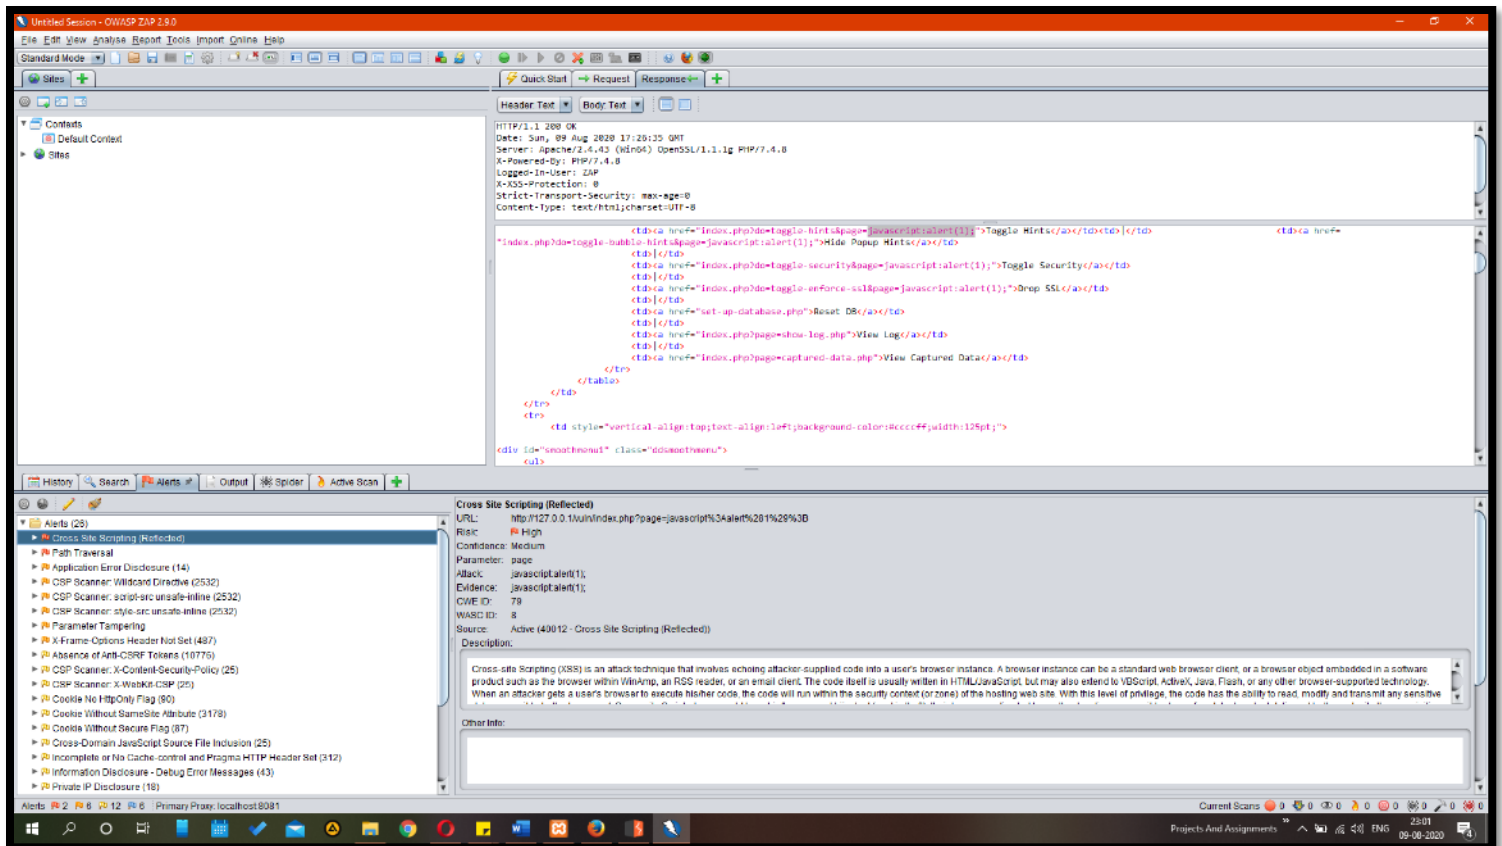 Untitled Session - OWASP ZAP 2.9.0
File Edit View Analyse Report Tools Import Online Help
Standard Mode
Sites
Quick Start Request Response
Header: Text Body: Text
Contexts
Default Context
Sites
HTTP/1.1 200 OK
Date: Sun, 09 Aug 2020 17:26:35 GMT
Server: Apache/2.4.43 (Win64) OpenSSL/1.1.1g PHP/7.4.8
X-Powered-By: PHP/7.4.8
Logged-In-User: ZAP
X-XSS-Protection: 0
Strict-Transport-Security: max-age=0
Content-Type: text/html;charset=UTF-8
<td><a href="index.php?do=toggle-hints&page=javascript:alert(1);">Toggle Hints</a></td><td>|</td> <td><a href=
"index.php?do=toggle-bubble-hints&page=javascript:alert(1);">Hide Popup Hints</a></td>
<td>|</td>
<td><a href="index.php?do=toggle-security&page=javascript:alert(1);">Toggle Security</a></td>
<td>|</td>
<td><a href="index.php?do=toggle-enforce-ssl&page=javascript:alert(1);">Drop SSL</a></td>
<td>|</td>
<td><a href="set-up-database.php">Reset DB</a></td>
<td>|</td>
<td><a href="index.php?page=show-log.php">View Log</a></td>
<td>|</td>
<td><a href="index.php?page=captured-data.php">View Captured Data</a></td>
</tr>
</table>
</td>
</tr>
<tr>
<td style="vertical-align:top;text-align:left;background-color:#ccccff;width:125pt;">
<div id="smoothmenu1" class="ddsmoothmenu">
<ul>
History Search Alerts Output Spider Active Scan
Alerts (26)
Cross Site Scripting (Reflected)
Path Traversal
Application Error Disclosure (14)
CSP Scanner: Wildcard Directive (2532)
CSP Scanner: script-src unsafe-inline (2532)
CSP Scanner: style-src unsafe-inline (2532)
Parameter Tampering
X-Frame-Options Header Not Set (487)
Absence of Anti-CSRF Tokens (10776)
CSP Scanner: X-Content-Security-Policy (25)
CSP Scanner: X-WebKit-CSP (25)
Cookie No HttpOnly Flag (90)
Cookie Without SameSite Attribute (3178)
Cookie Without Secure Flag (87)
Cross-Domain JavaScript Source File Inclusion (25)
Incomplete or No Cache-control and Pragma HTTP Header Set (312)
Information Disclosure - Debug Error Messages (43)
Private IP Disclosure (18)
Cross Site Scripting (Reflected)
URL: http://127.0.0.1/vuln/index.php?page=javascript%3Aalert%281%29%3B
Risk: High
Confidence: Medium
Parameter: page
Attack: javascript:alert(1);
Evidence: javascript:alert(1);
CWE ID: 79
WASC ID: 8
Source: Active (40012 - Cross Site Scripting (Reflected))
Description:
Cross-site Scripting (XSS) is an attack technique that involves echoing attacker-supplied code into a user's browser instance. A browser instance can be a standard web browser client, or a browser object embedded in a software
product such as the browser within WinAmp, an RSS reader, or an email client. The code itself is usually written in HTML/JavaScript, but may also extend to VBScript, ActiveX, Java, Flash, or any other browser-supported technology.
When an attacker gets a user's browser to execute his/her code, the code will run within the security context (or zone) of the hosting web site. With this level of privilege, the code has the ability to read, modify and transmit any sensitive
Other Info:
Alerts 2 6 12 6 Primary Proxy: localhost:8081
Current Scans 0 0 0 0 0 0 0 0
Projects And Assignments
ENG
23:01
09-08-2020